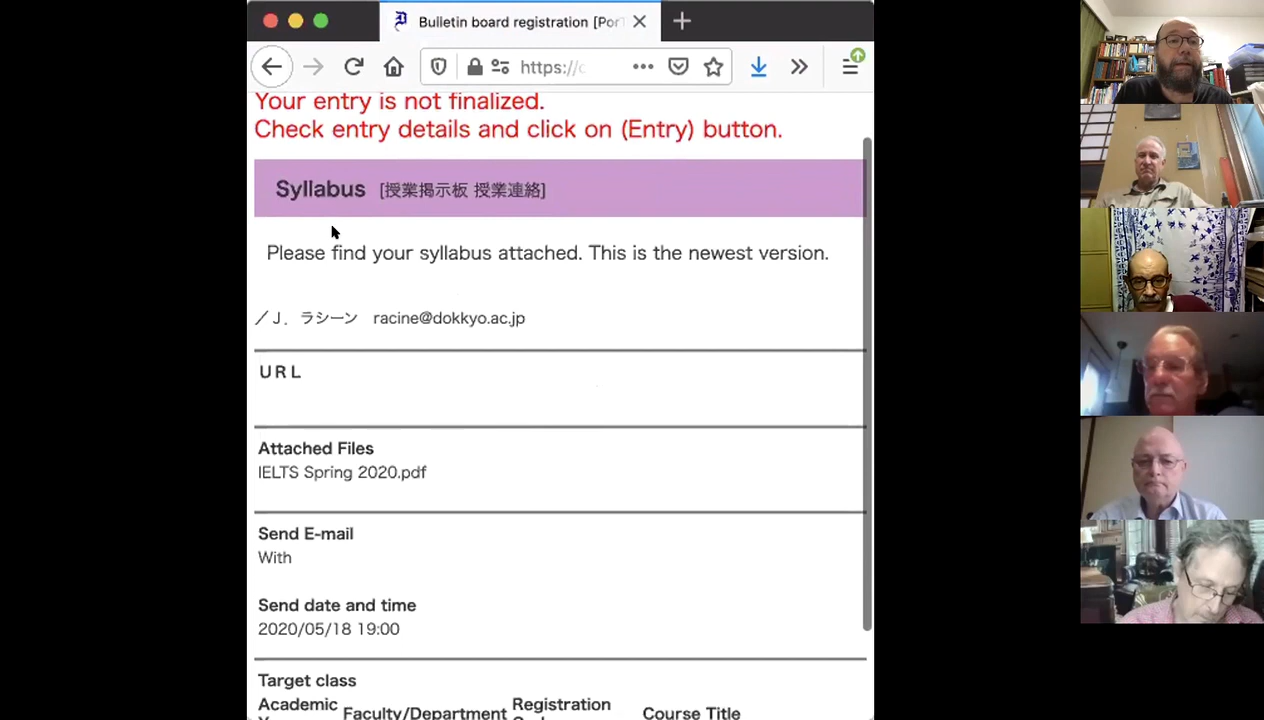 Bulletin board registration [Por
https://c
Your entry is not finalized.
Check entry details and click on (Entry) button.
Syllabus [授業掲示板 授業連絡]
Please find your syllabus attached. This is the newest version.
／J．ラシーン racine@dokkyo.ac.jp
URL
Attached Files
IELTS Spring 2020.pdf
Send E-mail
With
Send date and time
2020/05/18 19:00
Target class
Academic Faculty/Department Registration Course Title